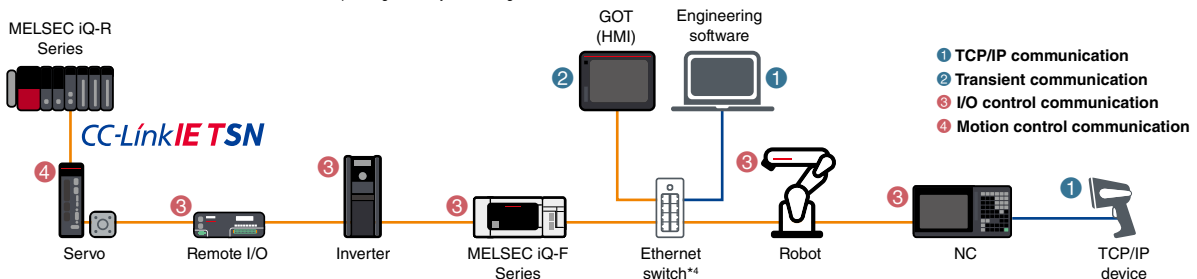 MELSEC iQ-R
Series
CC-Link IE TSN
GOT
(HMI)
Engineering
software
2
1
1 TCP/IP communication
2 Transient communication
3 I/O control communication
4 Motion control communication
4
3
3
3
3
3
1
Servo
Remote I/O
Inverter
MELSEC iQ-F
Series
Ethernet
switch*4
Robot
NC
TCP/IP
device